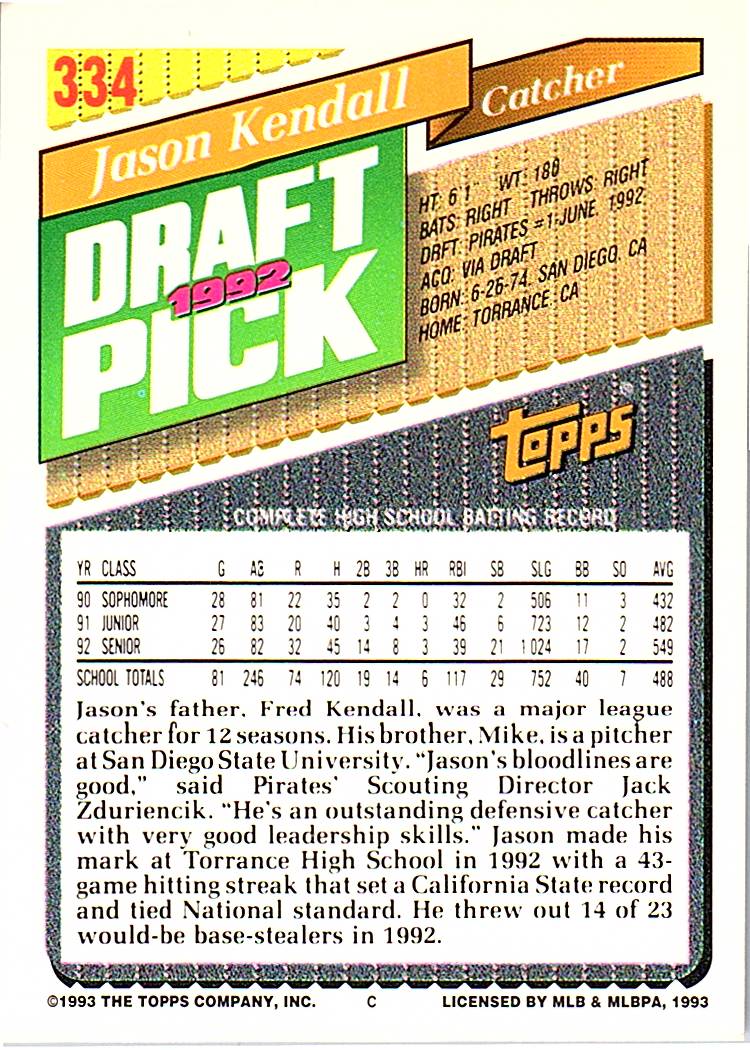 334
Jason Kendall
Catcher
DRAFT
1992
PICK
HT: 6'1" WT: 188
BATS: RIGHT THROWS: RIGHT
DRFT: PIRATES #1-JUNE, 1992
ACQ: VIA DRAFT
BORN: 6-26-74, SAN DIEGO, CA
HOME: TORRANCE, CA
Topps
COMPLETE HIGH SCHOOL BATTING RECORD
YR CLASS G AB R H 2B 3B HR RBI SB SLG BB SO AVG
90 SOPHOMORE 28 81 22 35 2 2 0 32 2 506 11 3 432
91 JUNIOR 27 83 20 40 3 4 3 46 6 723 12 2 482
92 SENIOR 26 82 32 45 14 8 3 39 21 1024 17 2 549
SCHOOL TOTALS 81 246 74 120 19 14 6 117 29 752 40 7 488
Jason's father, Fred Kendall, was a major league
catcher for 12 seasons. His brother, Mike, is a pitcher
at San Diego State University. “Jason's bloodlines are
good,” said Pirates' Scouting Director Jack
Zduriencik. “He's an outstanding defensive catcher
with very good leadership skills.” Jason made his
mark at Torrance High School in 1992 with a 43-
game hitting streak that set a California State record
and tied National standard. He threw out 14 of 23
would-be base-stealers in 1992.
©1993 THE TOPPS COMPANY, INC. C LICENSED BY MLB & MLBPA, 1993